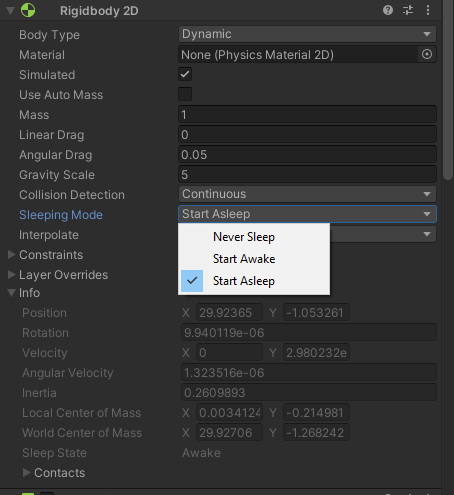 Rigidbody 2D
Body Type Dynamic
Material None (Physics Material 2D)
Simulated
Use Auto Mass
Mass 1
Linear Drag 0
Angular Drag 0.05
Gravity Scale 5
Collision Detection Continuous
Sleeping Mode Start Asleep
Interpolate
Never Sleep
Start Awake
Start Asleep
Constraints
Layer Overrides
Info
Position X 29.92365 Y -1.053261
Rotation 9.940119e-06
Velocity X 0 Y 2.980232e
Angular Velocity 1.323516e-06
Inertia 0.2609893
Local Center of Mass X 0.0034124 Y -0.214981
World Center of Mass X 29.92706 Y -1.268242
Sleep State Awake
Contacts